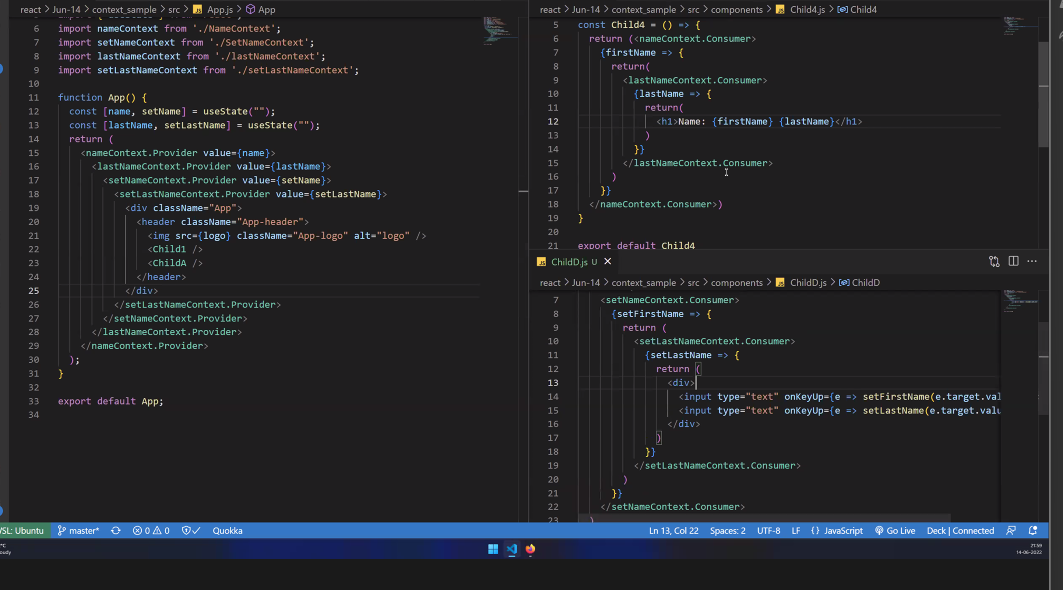 react > Jun-14 > context_sample > src > JS App.js > App
6 import nameContext from './NameContext';
7 import setNameContext from './SetNameContext';
8 import lastNameContext from './lastNameContext';
9 import setLastNameContext from './setLastNameContext';
10
11 function App() {
12 const [name, setName] = useState("");
13 const [lastName, setLastName] = useState("");
14 return (
15 <nameContext.Provider value={name}>
16 <lastNameContext.Provider value={lastName}>
17 <setNameContext.Provider value={setName}>
18 <setLastNameContext.Provider value={setLastName}>
19 <div className="App">
20 <header className="App-header">
21 <img src={logo} className="App-logo" alt="logo" />
22 <Child1 />
23 <ChildA />
24 </header>
25 </div>
26 </setLastNameContext.Provider>
27 </setNameContext.Provider>
28 </lastNameContext.Provider>
29 </nameContext.Provider>
30 );
31 }
32
33 export default App;
34
react > Jun-14 > context_sample > src > components > JS Child4.js > Child4
5 const Child4 = () => {
6 return (<nameContext.Consumer>
7 {firstName => {
8 return(
9 <lastNameContext.Consumer>
10 {lastName => {
11 return(
12 <h1>Name: {firstName} {lastName}</h1>
13 )
14 }}
15 </lastNameContext.Consumer>
16 )
17 }}
18 </nameContext.Consumer>)
19 }
20
21 export default Child4
JS ChildD.js U
react > Jun-14 > context_sample > src > components > JS ChildD.js > ChildD
7 <setNameContext.Consumer>
8 {setFirstName => {
9 return (
10 <setLastNameContext.Consumer>
11 {setLastName => {
12 return (
13 <div>
14 <input type="text" onKeyUp={e => setFirstName(e.target.val
15 <input type="text" onKeyUp={e => setLastName(e.target.value
16 </div>
17 )
18 }}
19 </setLastNameContext.Consumer>
20 )
21 }}
22 </setNameContext.Consumer>
23 )
WSL: Ubuntu master* 0 0 Quokka Ln 13, Col 22 Spaces: 2 UTF-8 LF {} JavaScript Go Live Deck | Connected
°C
21:59
14-06-2022